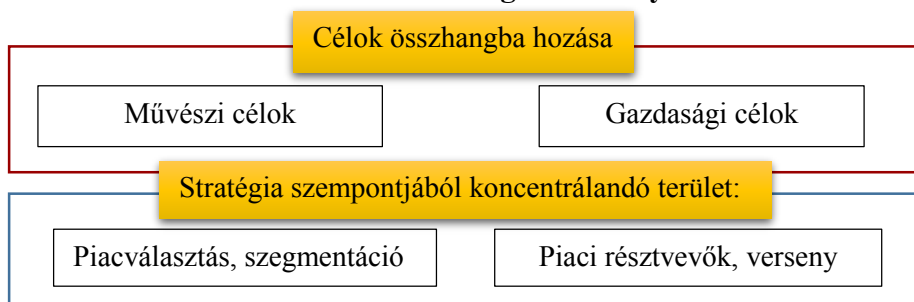 Célok összhangba hozása
Művészi célok
Gazdasági célok
Stratégia szempontjából koncentrálandó terület:
Piacválasztás, szegmentáció
Piaci résztvevők, verseny